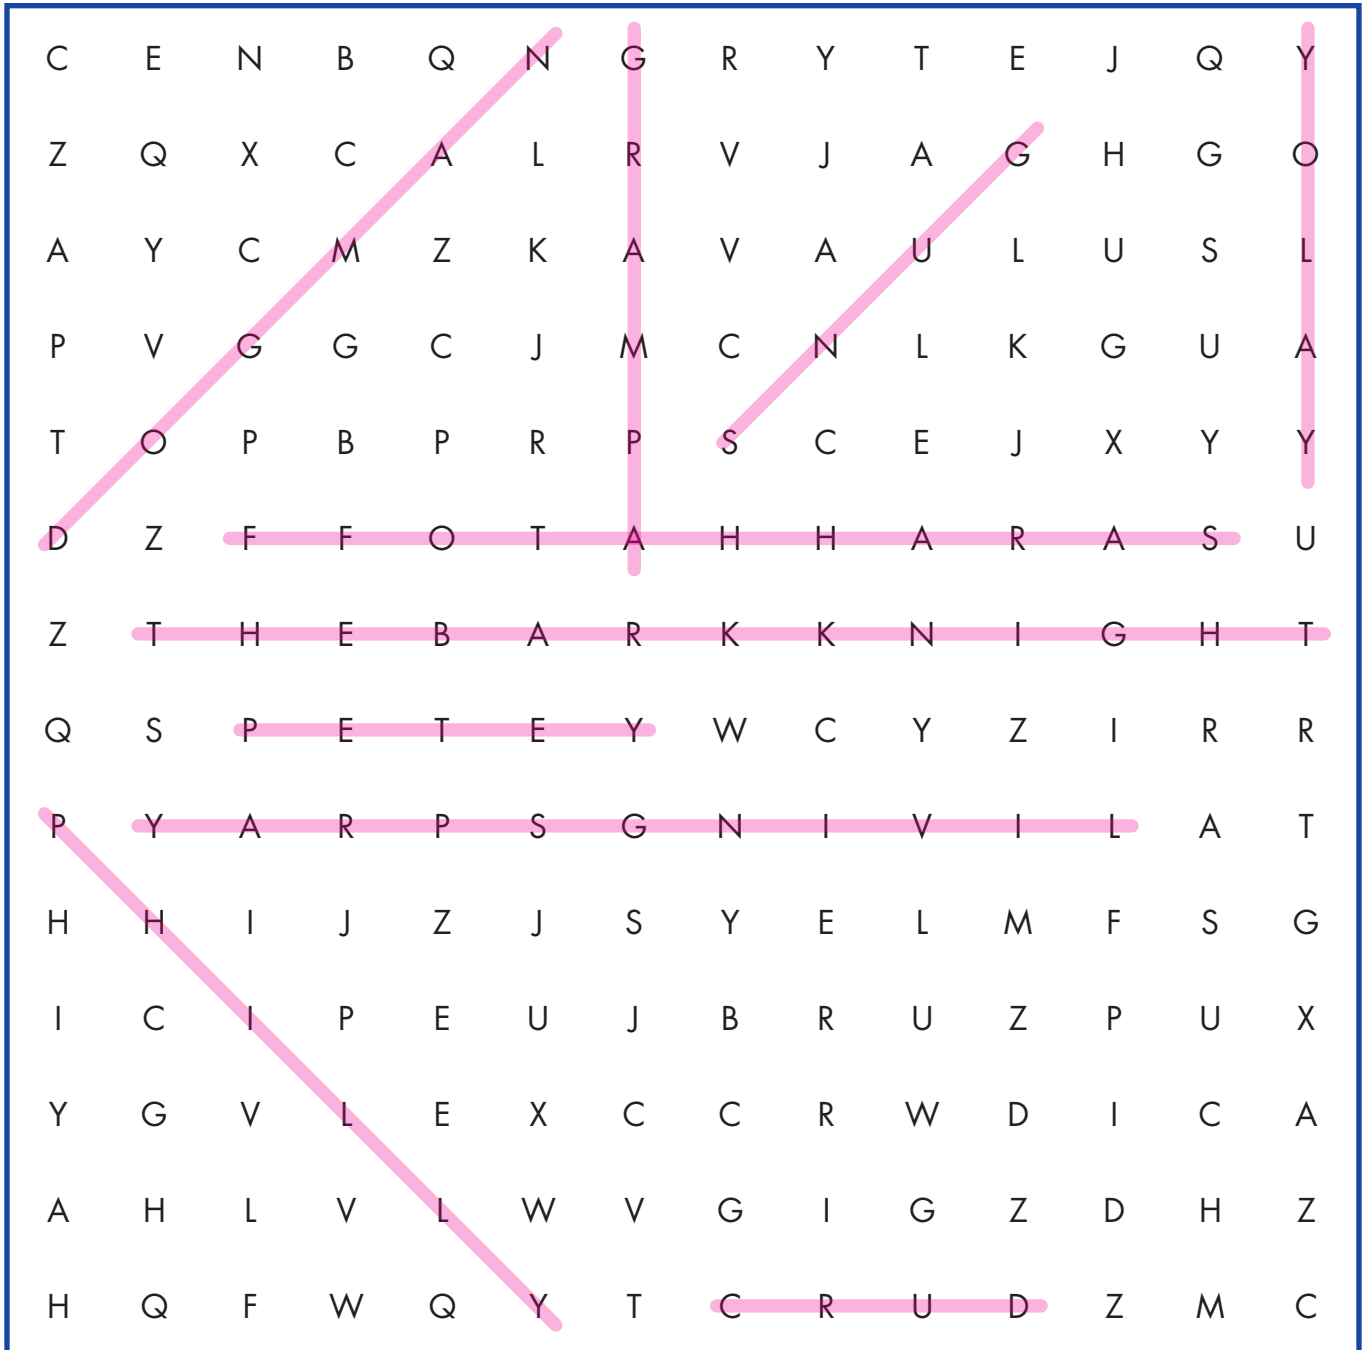 C E N B Q N G R Y T E J Q Y
Z Q X C A L R V J A G H G O
A Y C M Z K A V A U L U S L
P V G G C J M C N L K G U A
T O P B P R P S C E J X Y Y
D Z F F O T A H H A R A S U
Z T H E B A R K K N I G H T
Q S P E T E Y W C Y Z I R R
P Y A R P S G N I V I L A T
H H I J Z J S Y E L M F S G
I C I P E U J B R U Z P U X
Y G V L E X C C R W D I C A
A H L V L W V G I G Z D H Z
H Q F W Q Y T C R U D Z M C